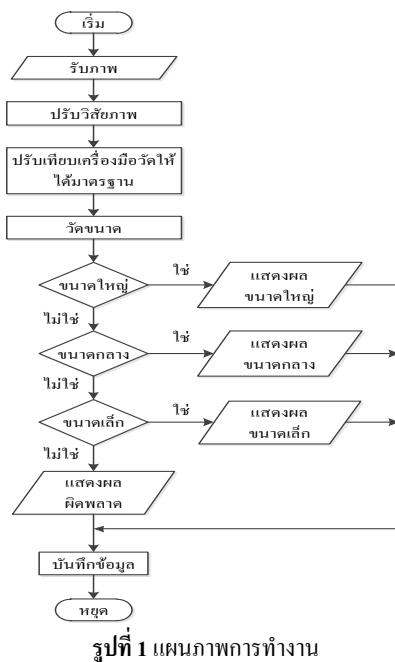 เริ่ม
รับภาพ
ปรับวิสัยภาพ
ปรับเทียบเครื่องมือวัดให้
ได้มาตรฐาน
วัดขนาด
ขนาดใหญ่
ใช่
แสดงผล
ขนาดใหญ่
ไม่ใช่
ขนาดกลาง
ใช่
แสดงผล
ขนาดกลาง
ไม่ใช่
ขนาดเล็ก
ใช่
แสดงผล
ขนาดเล็ก
ไม่ใช่
แสดงผล
ผิดพลาด
บันทึกข้อมูล
หยุด
รูปที่ 1 แผนภาพการทำงาน